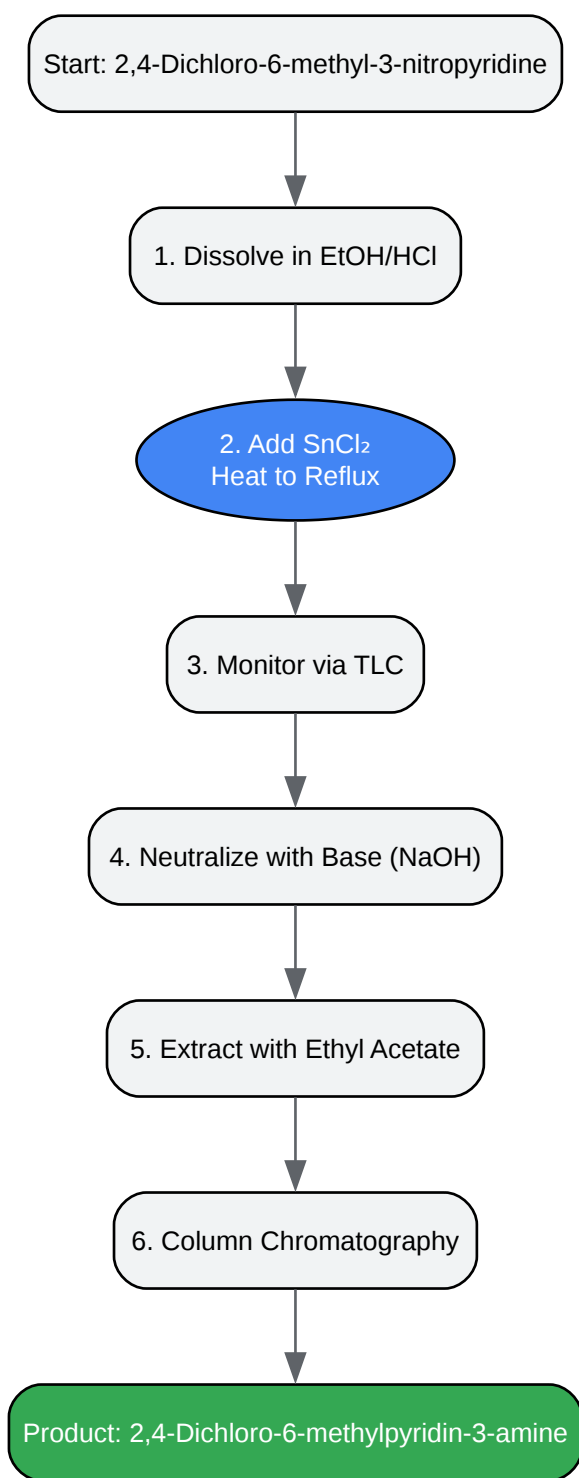 Start: 2,4-Dichloro-6-methyl-3-nitropyridine
1. Dissolve in EtOH/HCl
2. Add SnCl₂
Heat to Reflux
3. Monitor via TLC
4. Neutralize with Base (NaOH)
5. Extract with Ethyl Acetate
6. Column Chromatography
Product: 2,4-Dichloro-6-methylpyridin-3-amine